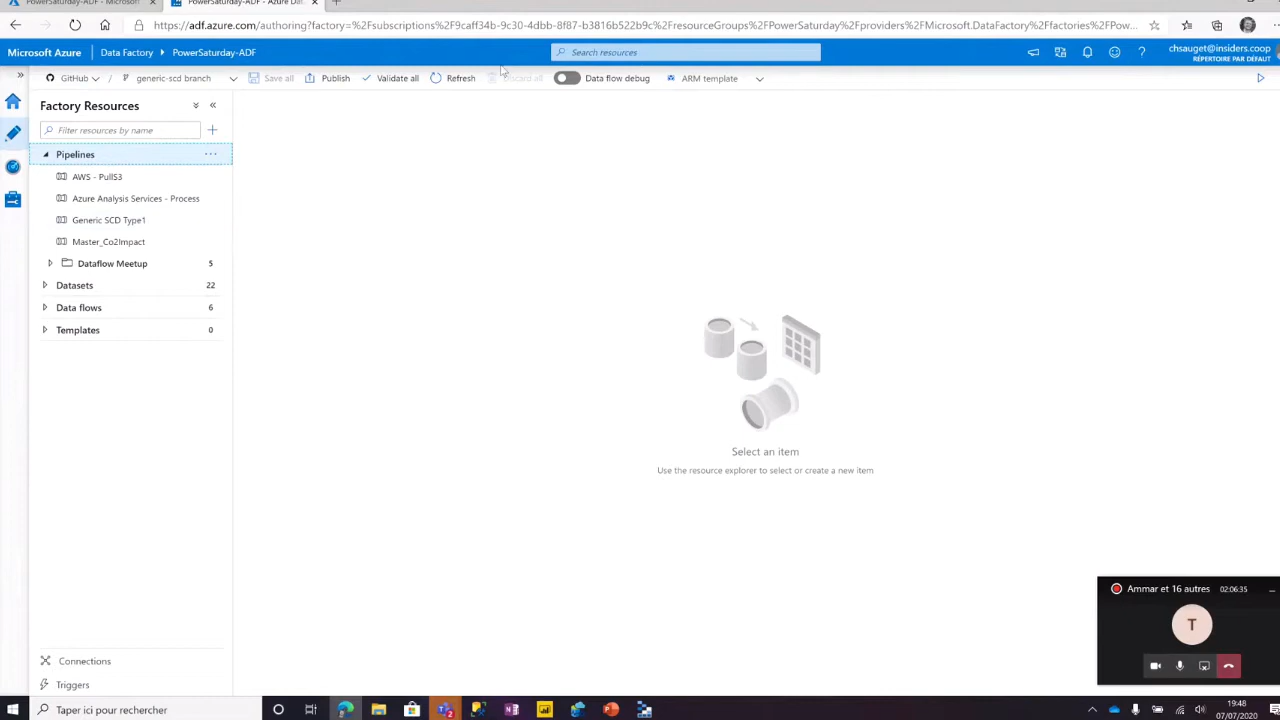 PowerSaturday-ADF - Microsoft
PowerSaturday-ADF - Azure Dat
https://adf.azure.com/authoring?factory=%2Fsubscriptions%2F9caff34b-9c30-4dbb-8f87-b3816b522b9c%2FresourceGroups%2FPowerSaturday%2Fproviders%2FMicrosoft.DataFactory%2Ffactories%2FPow...
Microsoft Azure
Data Factory
PowerSaturday-ADF
Search resources
chsauget@insiders.coop
RÉPERTOIRE PAR DÉFAUT
GitHub
/
generic-scd branch
Save all
Publish
Validate all
Refresh
Discard all
Data flow debug
ARM template
Factory Resources
Filter resources by name
Pipelines
AWS - PullS3
Azure Analysis Services - Process
Generic SCD Type1
Master_Co2Impact
Dataflow Meetup 5
Datasets 22
Data flows 6
Templates 0
Select an item
Use the resource explorer to select or create a new item
Ammar et 16 autres 02:06:35
T
Connections
Triggers
Taper ici pour rechercher
19:48
07/07/2020